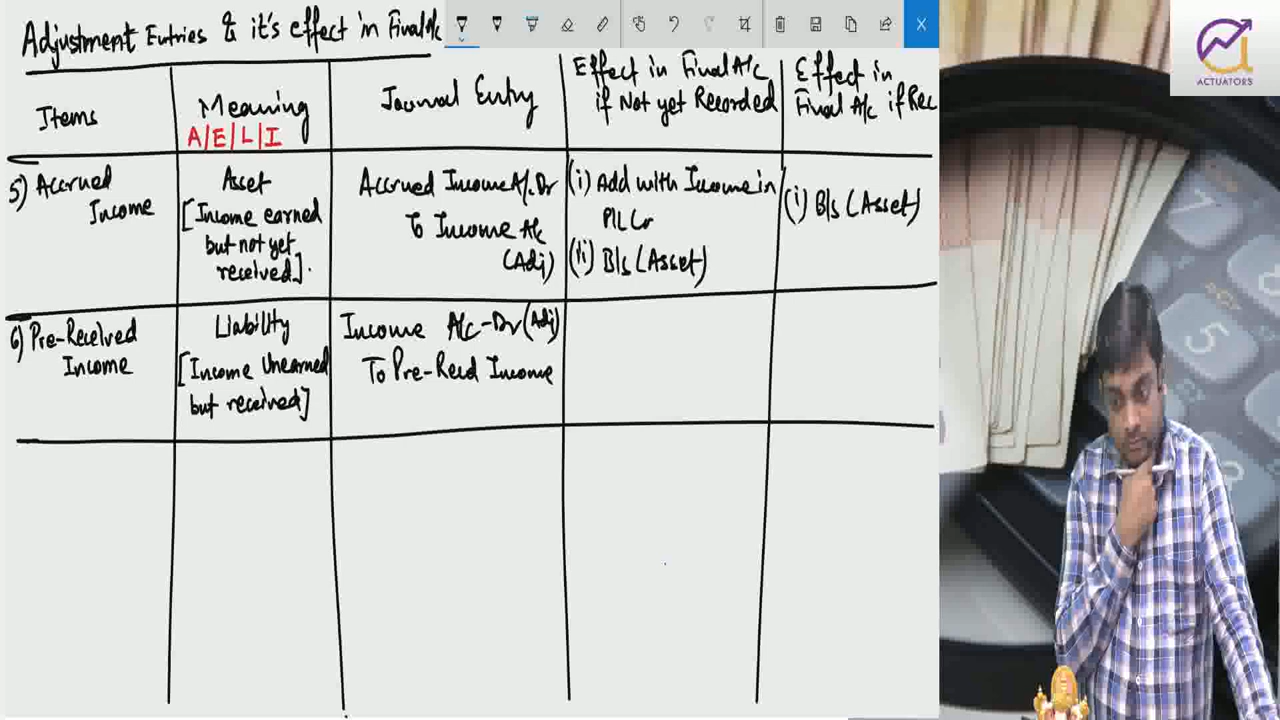 Adjustment Entries & it's effect in Final A/c
Items
Meaning
A/E/L/I
Journal Entry
Effect in Final A/c
if Not yet Recorded
Effect in
Final A/c if Rec
5) Accrued
Income
Asset
[Income earned
but not yet
received].
Accrued Income A/c Dr
To Income A/c
(Adj)
(i) Add with Income in
P/L Cr
(ii) B/s (Asset)
(i) B/s (Asset)
6) Pre-Received
Income
Liability
[Income Unearned
but received]
Income A/c - Dr (Adj)
To Pre-Recd Income
ACTUATORS
7
5